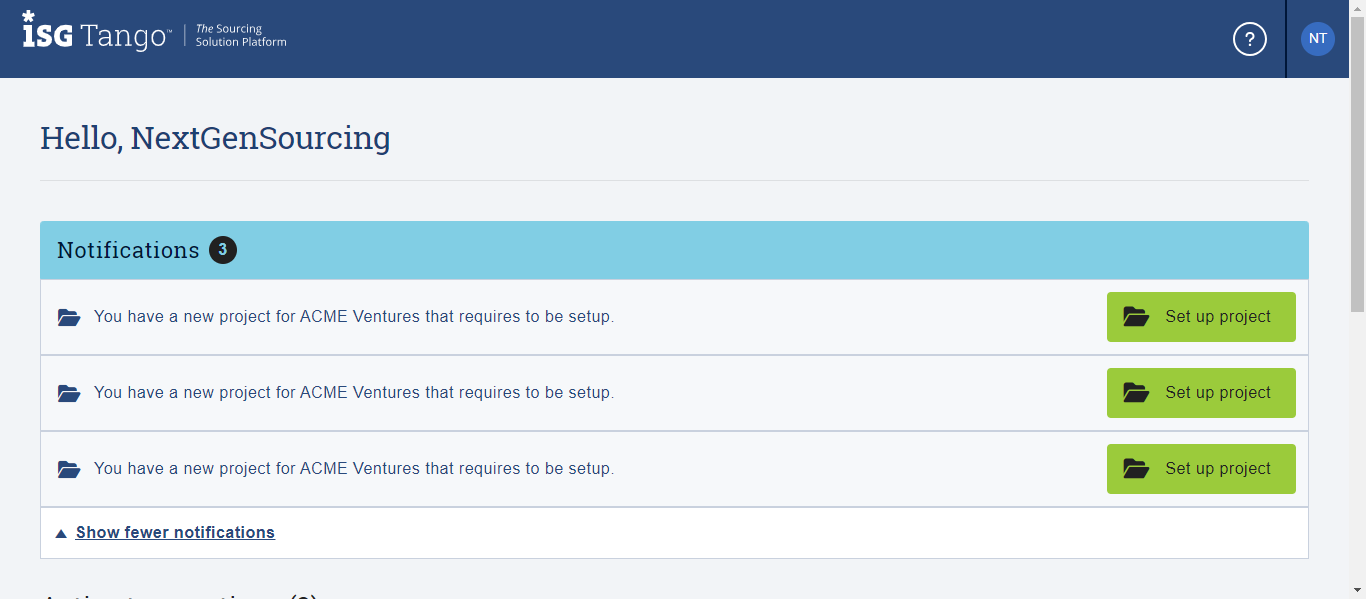 ISG Tango™ The Sourcing
Solution Platform
?
NT
Hello, NextGenSourcing
Notifications 3
You have a new project for ACME Ventures that requires to be setup. Set up project
You have a new project for ACME Ventures that requires to be setup. Set up project
You have a new project for ACME Ventures that requires to be setup. Set up project
Show fewer notifications